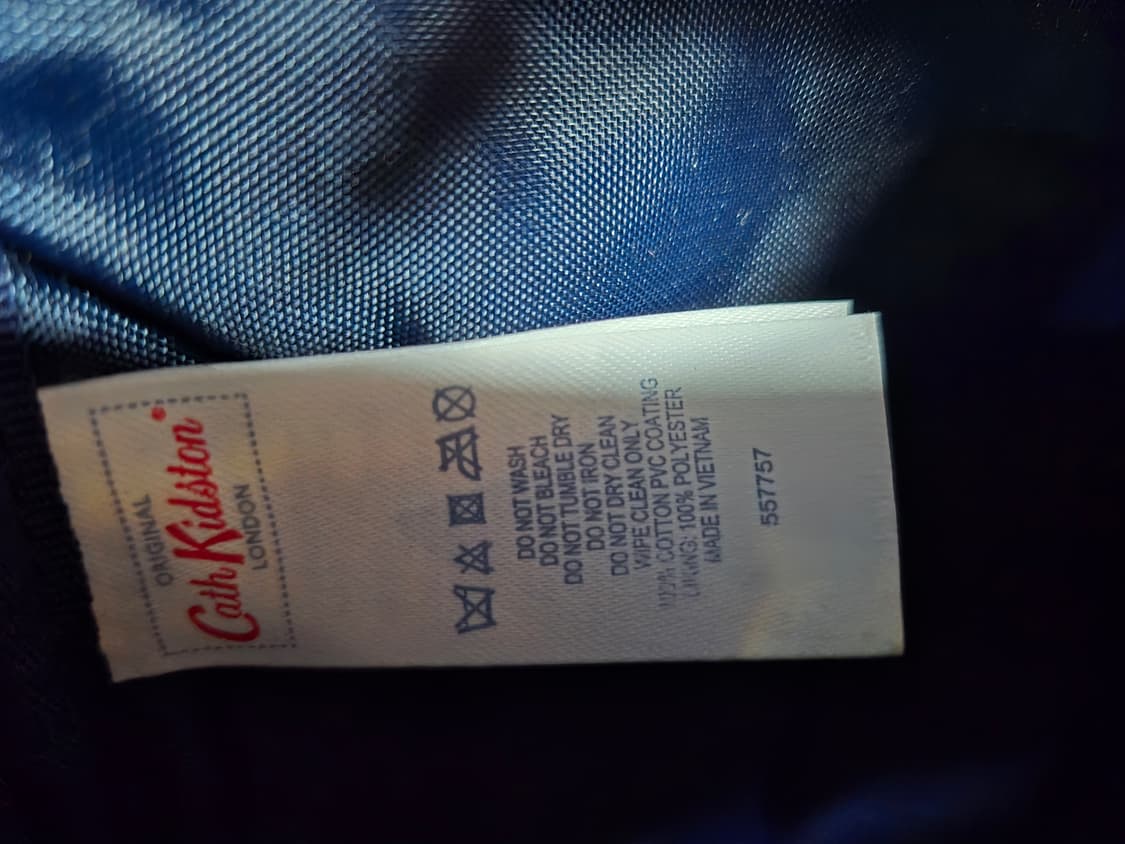 ORIGINAL
Cath Kidston
LONDON
DO NOT WASH
DO NOT BLEACH
DO NOT TUMBLE DRY
DO NOT IRON
DO NOT DRY CLEAN
WIPE CLEAN ONLY
COTTON PVC COATING
LINING: 100% POLYESTER
MADE IN VIETNAM
557757